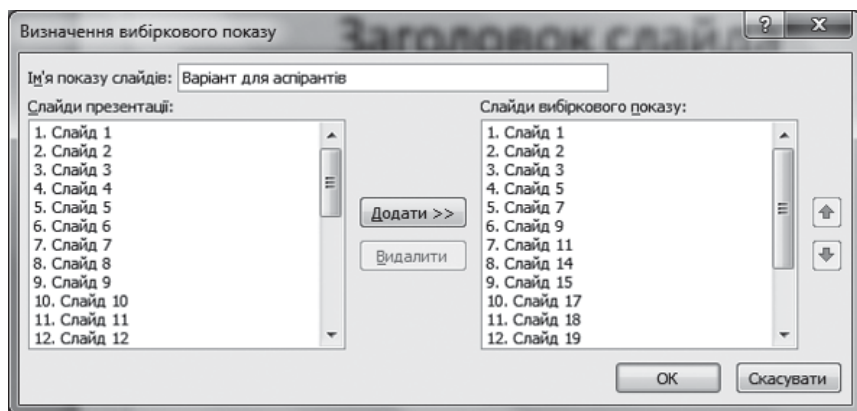 Визначення вибіркового показу
?
X
Заголовок слайда
Ім'я показу слайдів: Варіант для аспірантів
Слайди презентації:
1. Слайд 1
2. Слайд 2
3. Слайд 3
4. Слайд 4
5. Слайд 5
6. Слайд 6
7. Слайд 7
8. Слайд 8
9. Слайд 9
10. Слайд 10
11. Слайд 11
12. Слайд 12
Додати >>
Видалити
Слайди вибіркового показу:
1. Слайд 1
2. Слайд 2
3. Слайд 3
4. Слайд 5
5. Слайд 7
6. Слайд 9
7. Слайд 11
8. Слайд 14
9. Слайд 15
10. Слайд 17
11. Слайд 18
12. Слайд 19
ОК
Скасувати